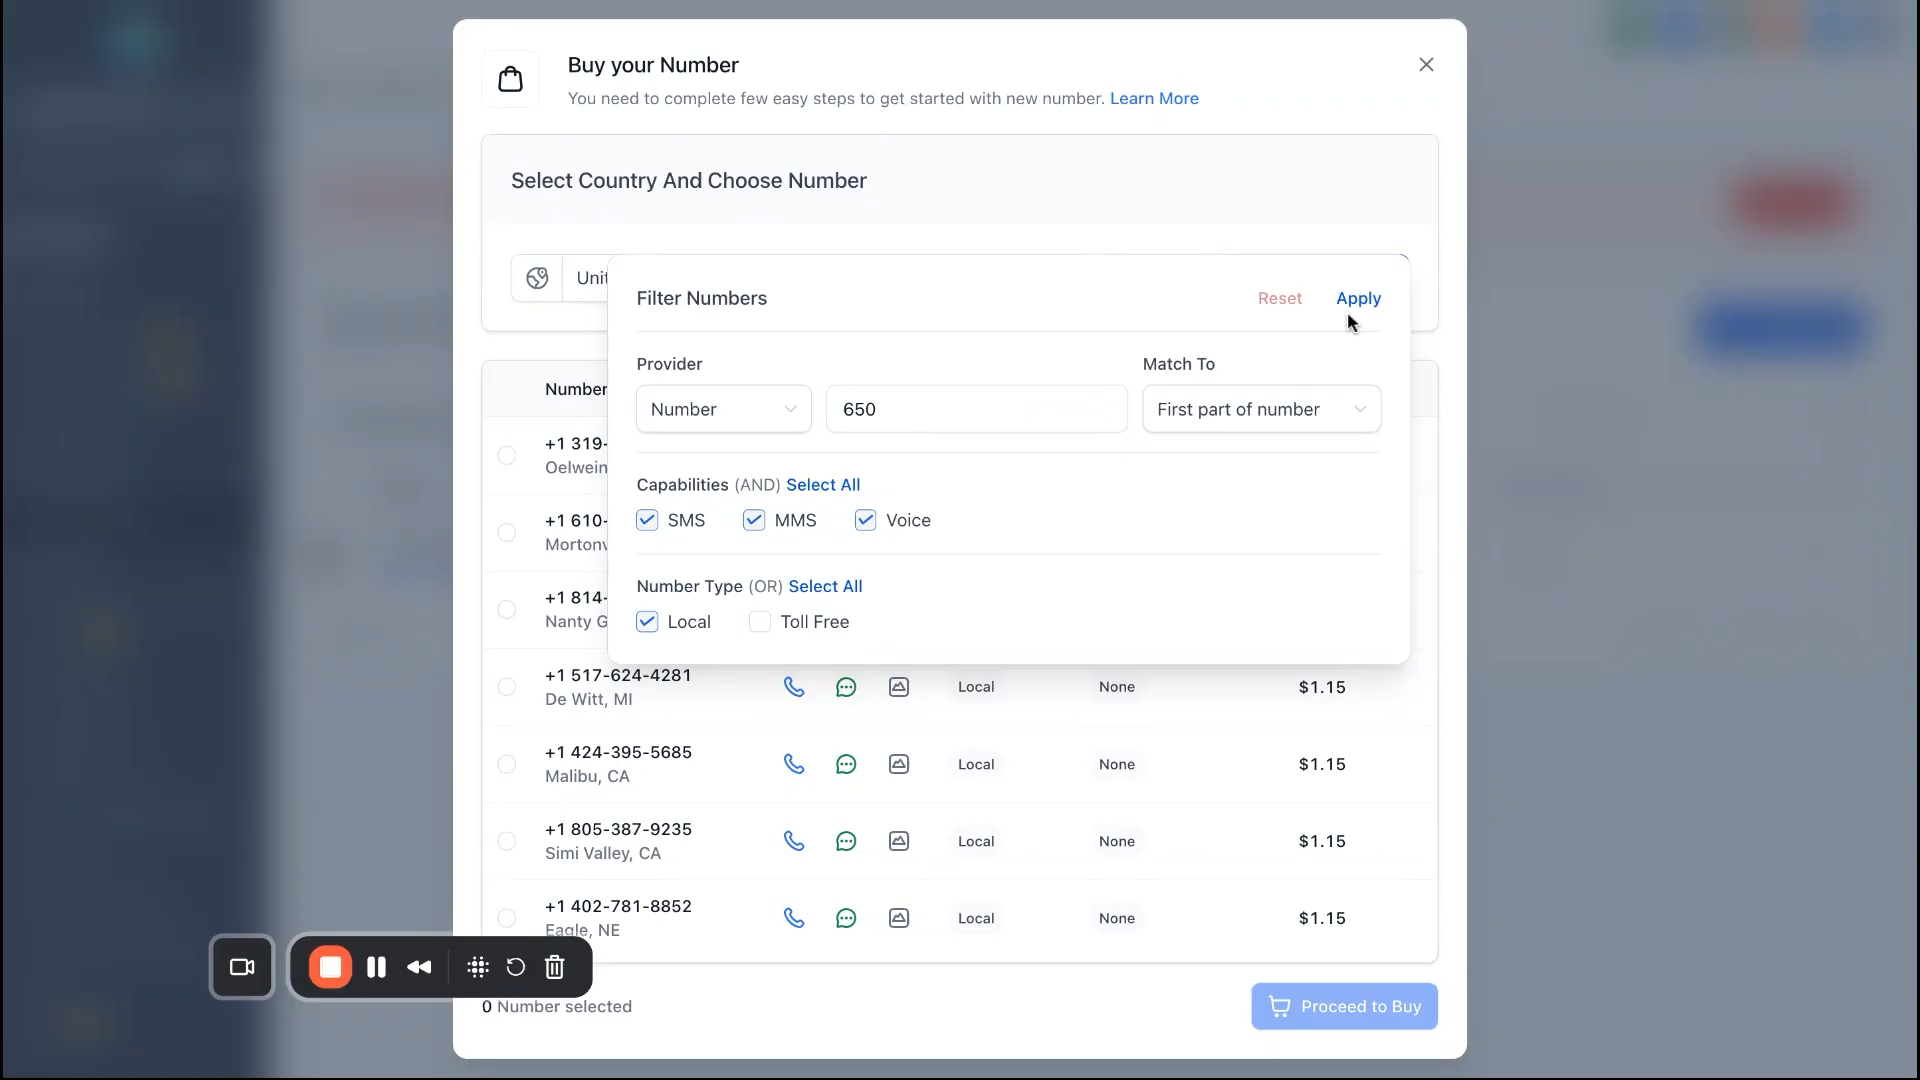 Buy your Number
You need to complete few easy steps to get started with new number. Learn More
Select Country And Choose Number
Filter Numbers
Reset
Apply
Provider
Match To
Number
650
First part of number
Capabilities (AND) Select All
SMS
MMS
Voice
Number Type (OR) Select All
Local
Toll Free
Number
+1 319-
Oelwein
+1 610-
+1 814-
Nanty G
+1 517-624-4281
De Witt, MI
Local
None
$1.15
+1 424-395-5685
Malibu, CA
Local
None
$1.15
+1 805-387-9235
Simi Valley, CA
Local
None
$1.15
+1 402-781-8852
Eagle, NE
Local
None
$1.15
0 Number selected
Proceed to Buy